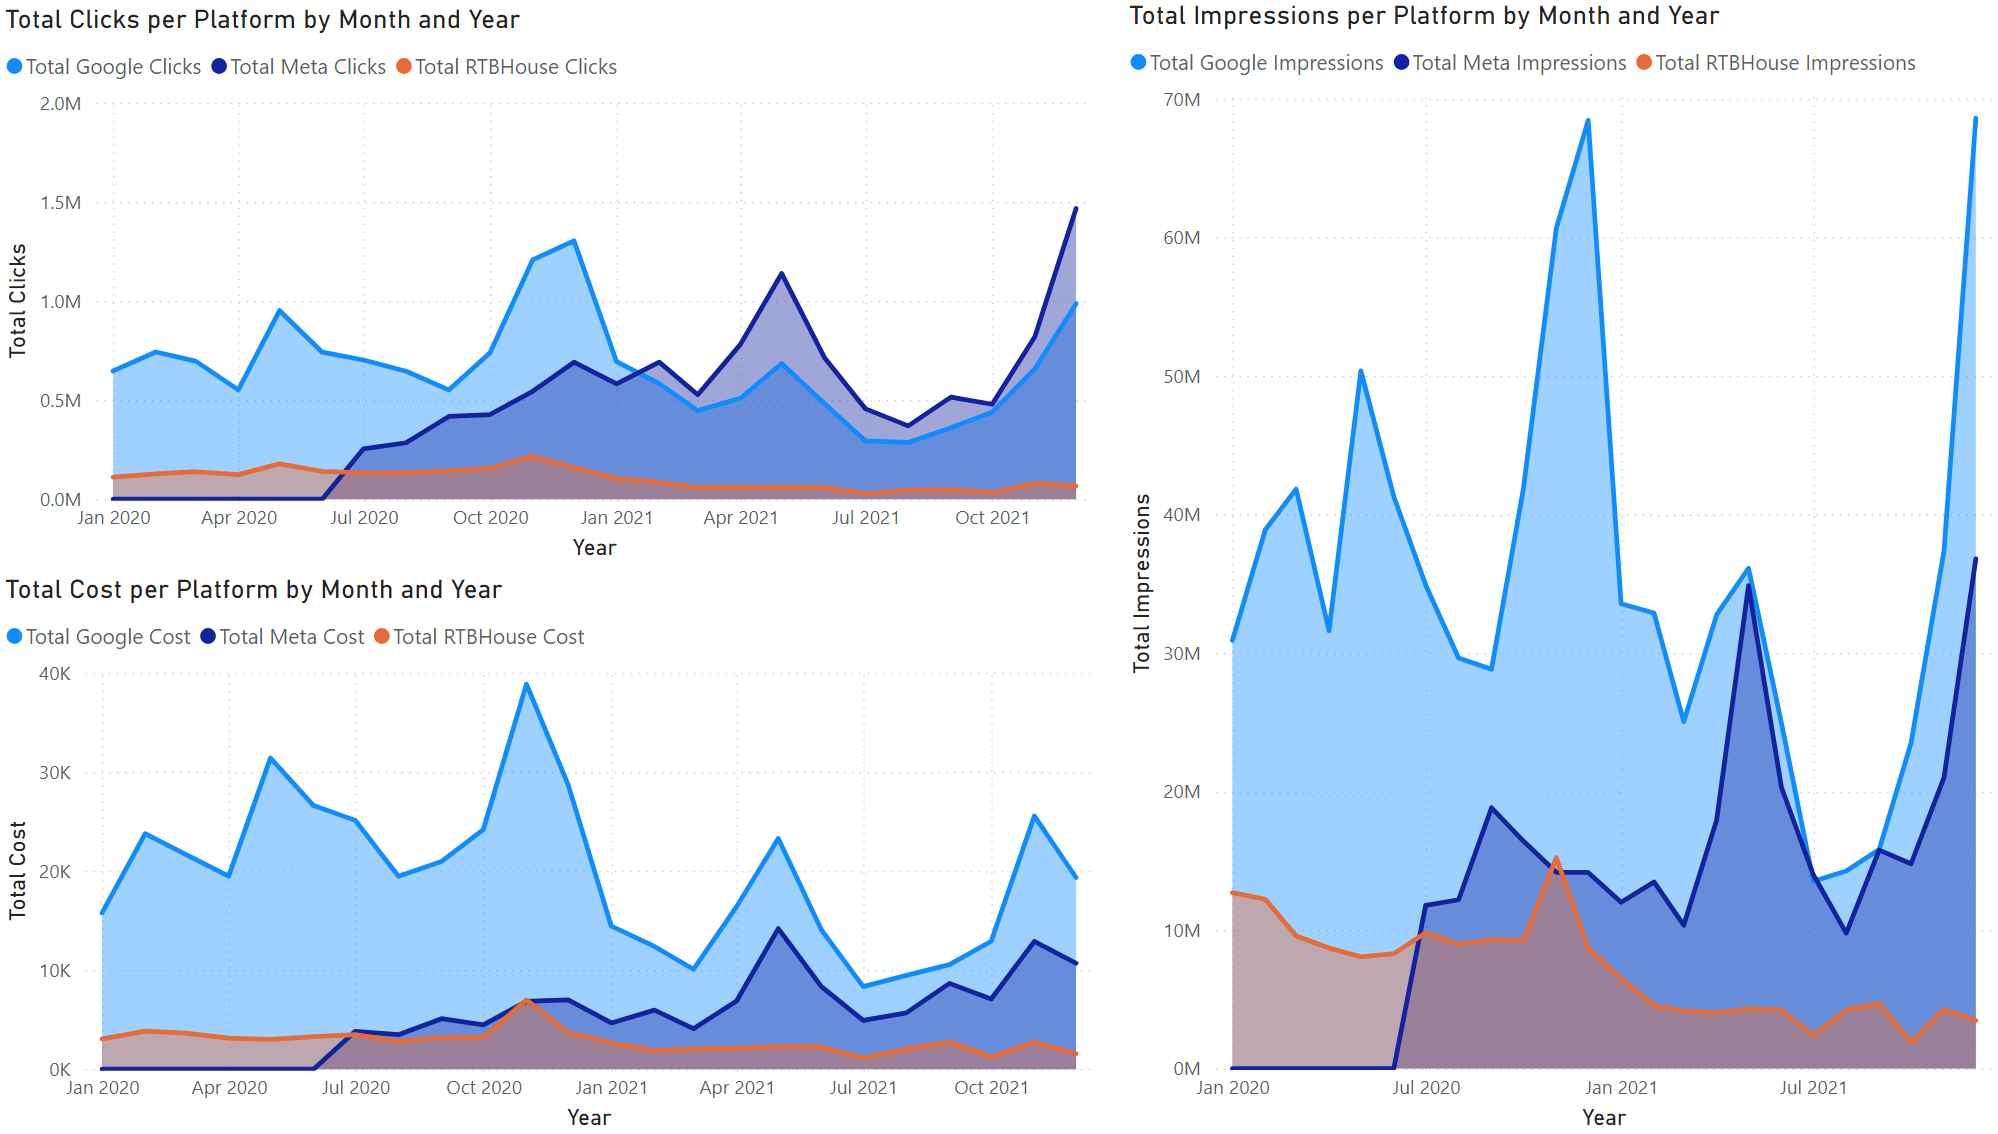 Total Clicks per Platform by Month and Year
Total Google Clicks Total Meta Clicks Total RTBHouse Clicks
Total Clicks
2.0M
1.5M
1.0M
0.5M
0.0M
Jan 2020 Apr 2020 Jul 2020 Oct 2020 Jan 2021 Apr 2021 Jul 2021 Oct 2021
Year
Total Cost per Platform by Month and Year
Total Google Cost Total Meta Cost Total RTBHouse Cost
Total Cost
40K
30K
20K
10K
0K
Jan 2020 Apr 2020 Jul 2020 Oct 2020 Jan 2021 Apr 2021 Jul 2021 Oct 2021
Year
Total Impressions per Platform by Month and Year
Total Google Impressions Total Meta Impressions Total RTBHouse Impressions
Total Impressions
70M
60M
50M
40M
30M
20M
10M
0M
Jan 2020 Jul 2020 Jan 2021 Jul 2021
Year